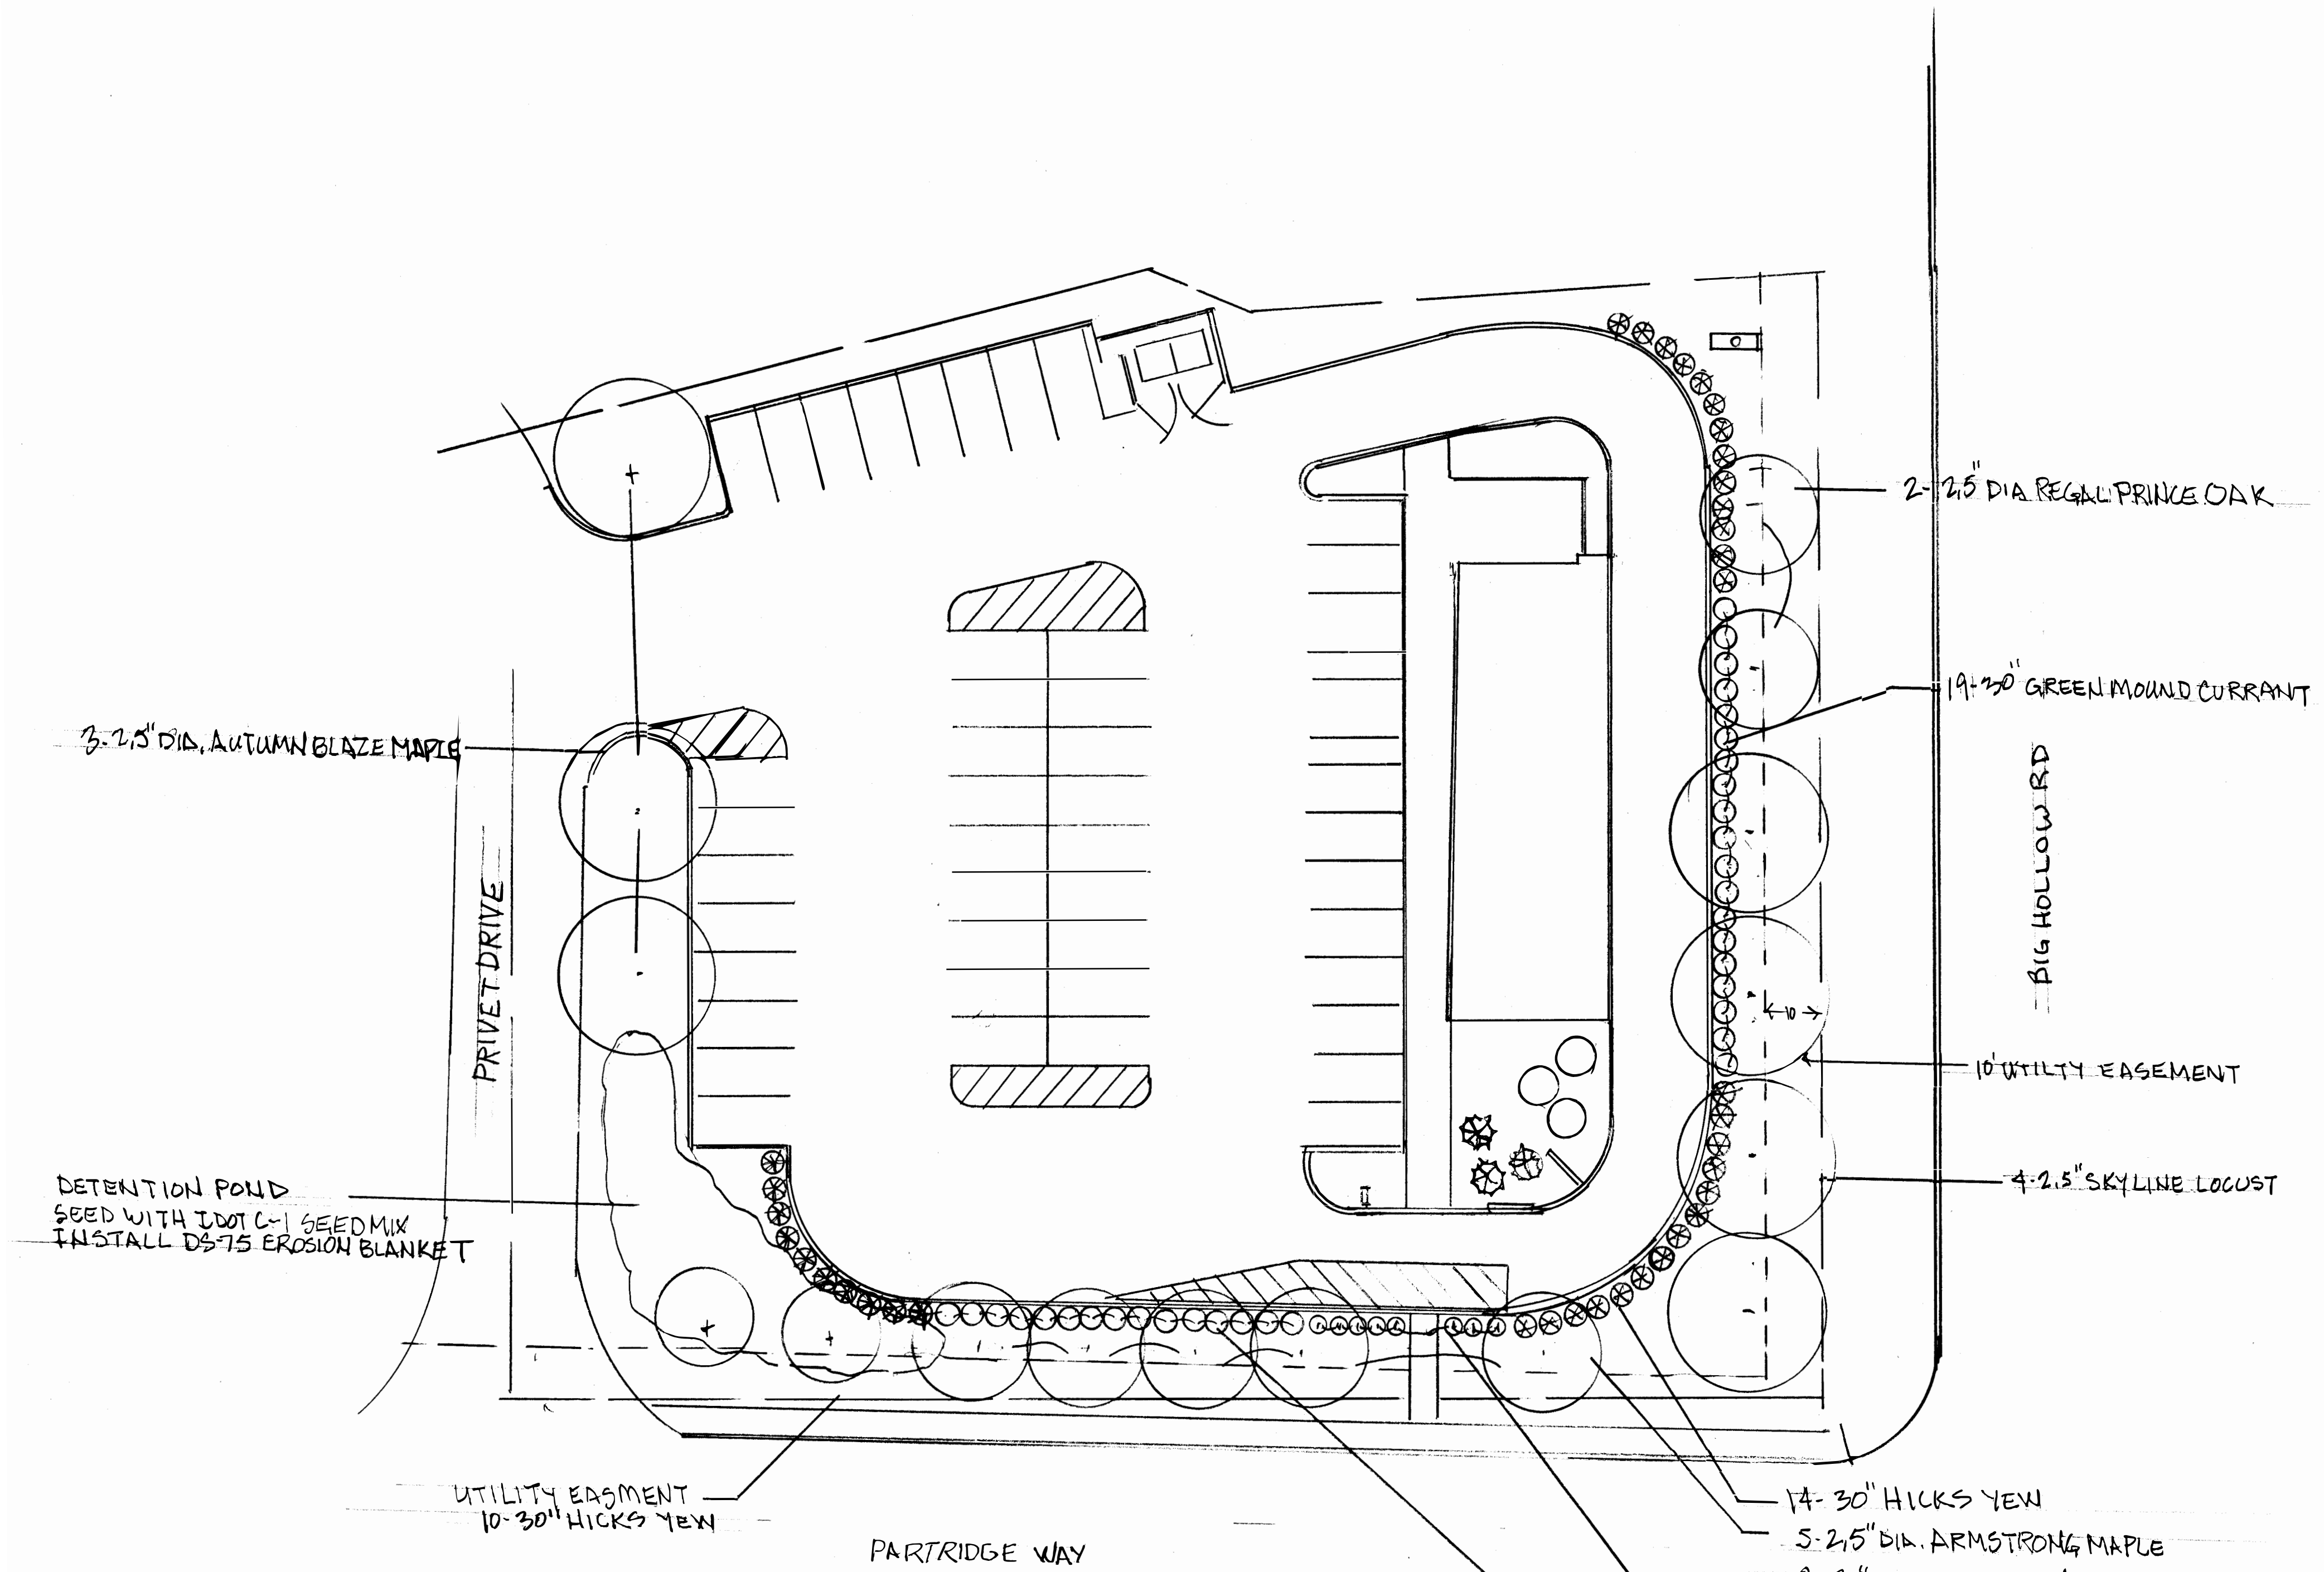 2-2.5" DIA REGAL PRINCE OAK
19-30" GREEN MOUND CURRANT
3-2.5" DIA. AUTUMN BLAZE MAPLE
BIG HOLLOW RD
PRIVET DRIVE
←10→
10' UTILTY EASEMENT
4-2.5" SKYLINE LOCUST
DETENTION POND
SEED WITH IDOT C-1 SEED MIX
INSTALL DS-75 EROSION BLANKET
UTILITY EASMENT
10-30" HICKS YEW
14-30" HICKS YEW
5-2.5" DIA. ARMSTRONG MAPLE
PARTRIDGE WAY